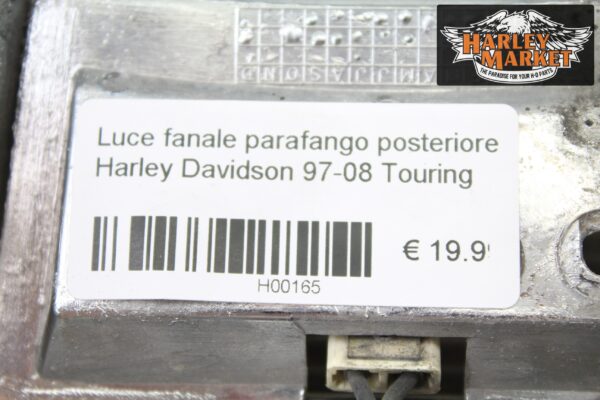 HARLEY
MARKET
THE PARADISE FOR YOUR H-D PARTS
AMJJASOND
Luce fanale parafango posteriore
Harley Davidson 97-08 Touring
€ 19.9
H00165